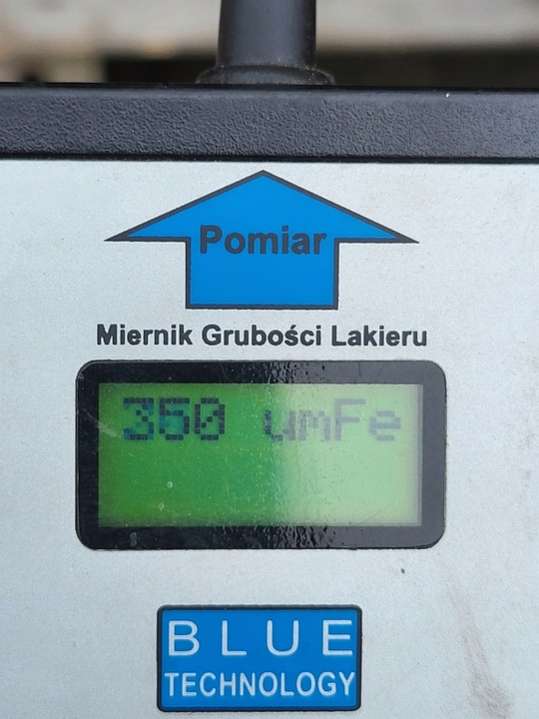 Pomiar
Miernik Grubości Lakieru
350 umFe
BLUE
TECHNOLOGY